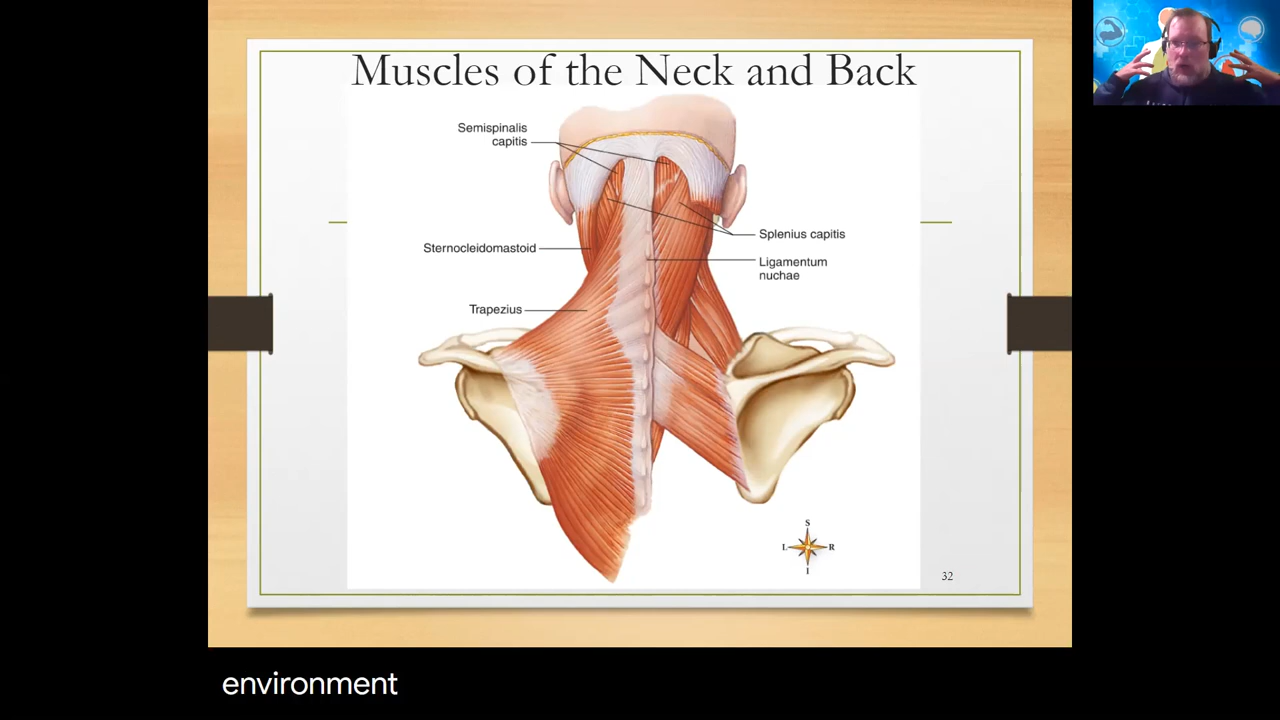 Muscles of the Neck and Back
Semispinalis
capitis
Sternocleidomastoid
Splenius capitis
Ligamentum
nuchae
Trapezius
S
L
R
I
32
environment